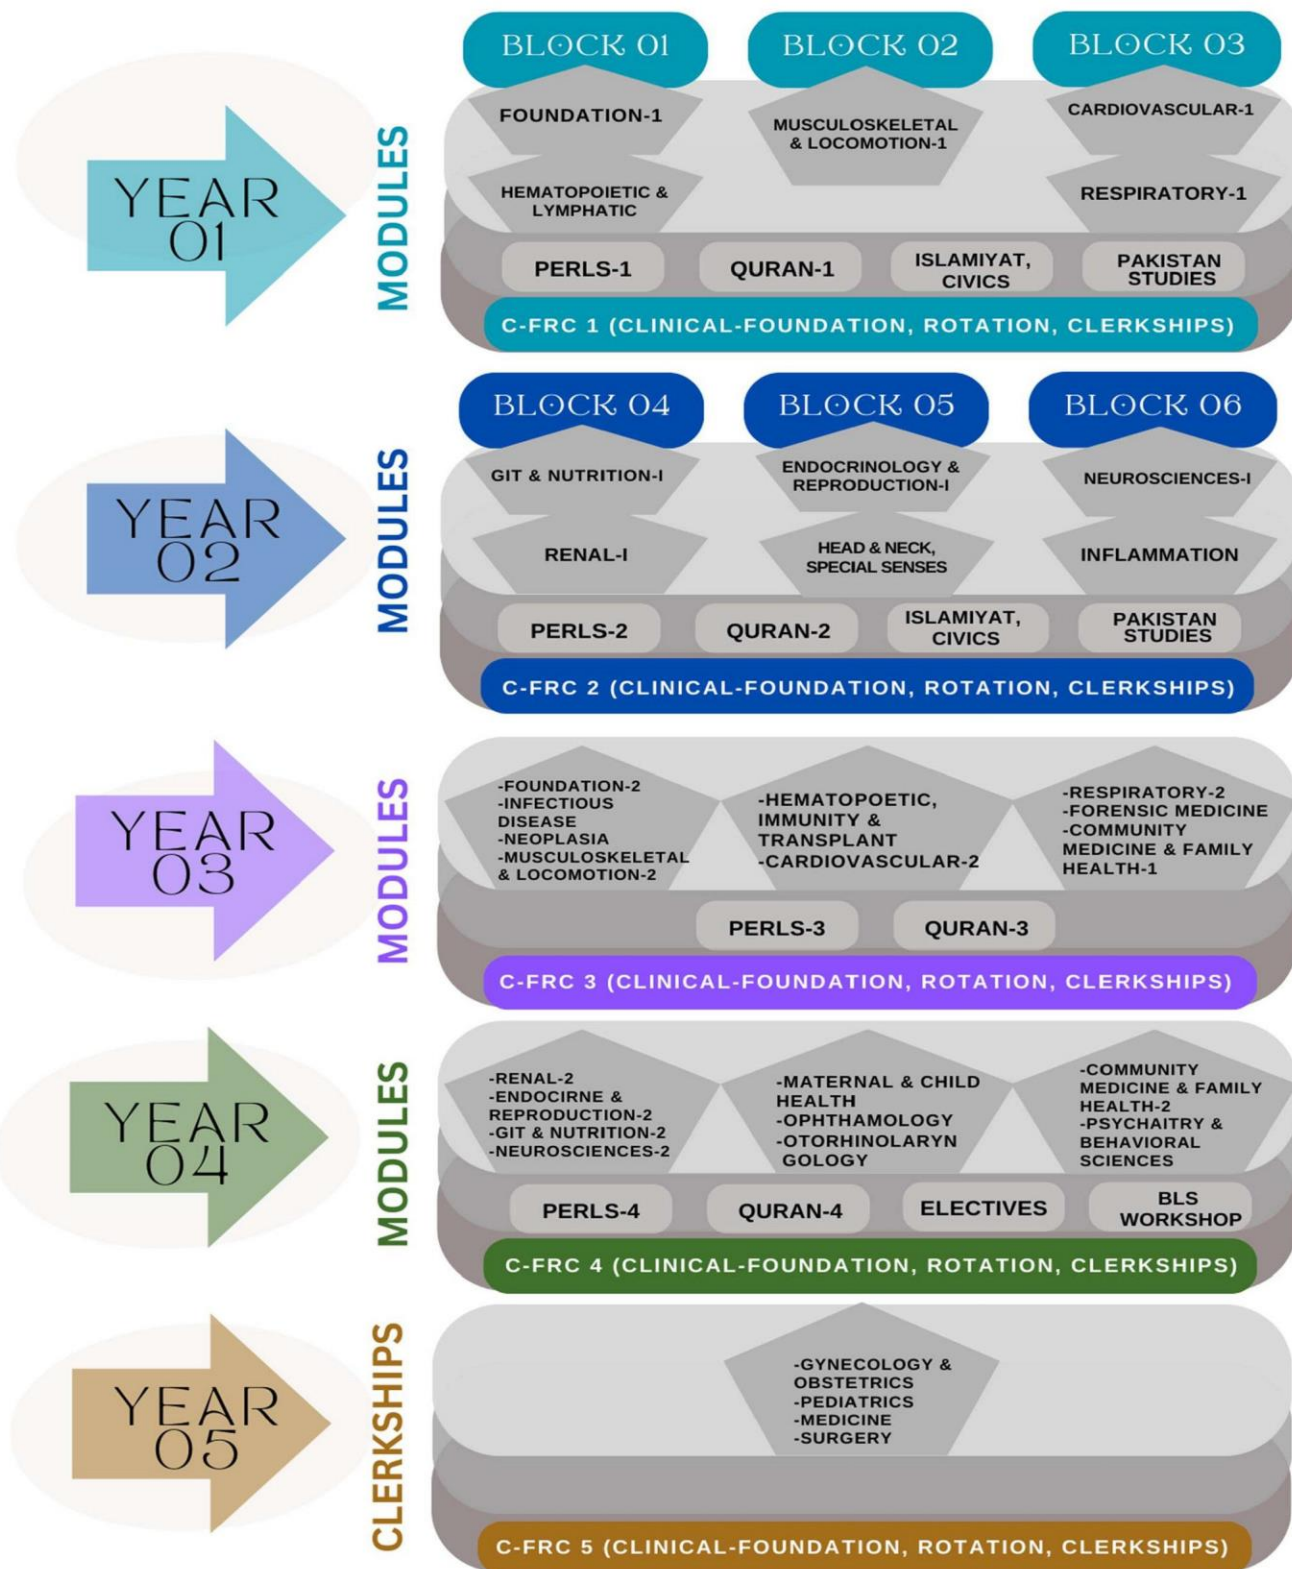 BLOCK 01
BLOCK 02
BLOCK 03
YEAR
01
MODULES
FOUNDATION-1
HEMATOPOIETIC &
LYMPHATIC
MUSCULOSKELETAL
& LOCOMOTION-1
CARDIOVASCULAR-1
RESPIRATORY-1
PERLS-1
QURAN-1
ISLAMIYAT,
CIVICS
PAKISTAN
STUDIES
C-FRC 1 (CLINICAL-FOUNDATION, ROTATION, CLERKSHIPS)
BLOCK 04
BLOCK 05
BLOCK 06
YEAR
02
MODULES
GIT & NUTRITION-I
RENAL-I
ENDOCRINOLOGY &
REPRODUCTION-I
HEAD & NECK,
SPECIAL SENSES
NEUROSCIENCES-I
INFLAMMATION
PERLS-2
QURAN-2
ISLAMIYAT,
CIVICS
PAKISTAN
STUDIES
C-FRC 2 (CLINICAL-FOUNDATION, ROTATION, CLERKSHIPS)
YEAR
03
MODULES
-FOUNDATION-2
-INFECTIOUS
DISEASE
-NEOPLASIA
-MUSCULOSKELETAL
& LOCOMOTION-2
-HEMATOPOETIC,
IMMUNITY &
TRANSPLANT
-CARDIOVASCULAR-2
-RESPIRATORY-2
-FORENSIC MEDICINE
-COMMUNITY
MEDICINE & FAMILY
HEALTH-1
PERLS-3
QURAN-3
C-FRC 3 (CLINICAL-FOUNDATION, ROTATION, CLERKSHIPS)
YEAR
04
MODULES
-RENAL-2
-ENDOCIRNE &
REPRODUCTION-2
-GIT & NUTRITION-2
-NEUROSCIENCES-2
-MATERNAL & CHILD
HEALTH
-OPHTHAMOLOGY
-OTORHINOLARYN
GOLOGY
-COMMUNITY
MEDICINE & FAMILY
HEALTH-2
-PSYCHAITRY &
BEHAVIORAL
SCIENCES
PERLS-4
QURAN-4
ELECTIVES
BLS
WORKSHOP
C-FRC 4 (CLINICAL-FOUNDATION, ROTATION, CLERKSHIPS)
YEAR
05
CLERKSHIPS
-GYNECOLOGY &
OBSTETRICS
-PEDIATRICS
-MEDICINE
-SURGERY
C-FRC 5 (CLINICAL-FOUNDATION, ROTATION, CLERKSHIPS)